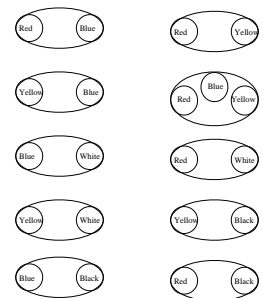 Red Blue Red Yellow
Yellow Blue Blue
Red Yellow
Blue White Red White
Yellow White Yellow Black
Blue Black Red Black